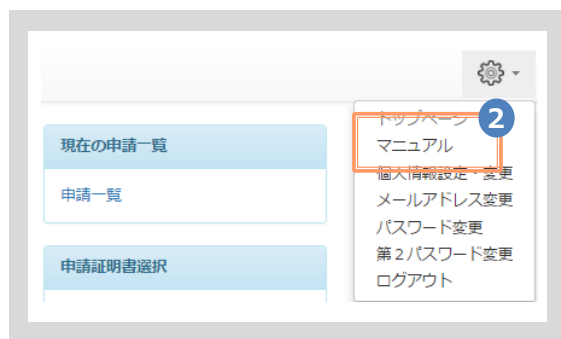 トップページ
2
現在の申請一覧
マニュアル
個人情報設定・変更
申請一覧
メールアドレス変更
パスワード変更
第2パスワード変更
申請証明書選択
ログアウト